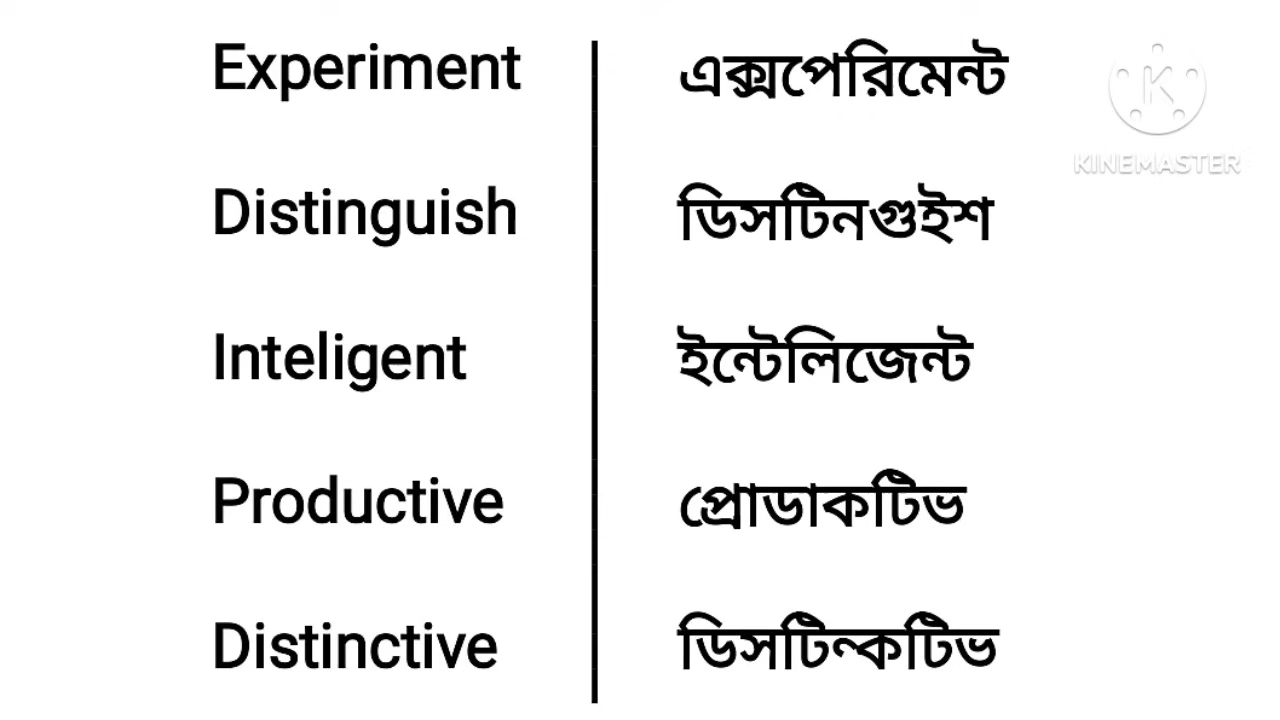 Experiment এক্সপেরিমেন্ট
KINEMASTER
Distinguish ডিসটিনগুইশ
Inteligent ইন্টেলিজেন্ট
Productive প্রোডাকটিভ
Distinctive ডিসটিন্কটিভ